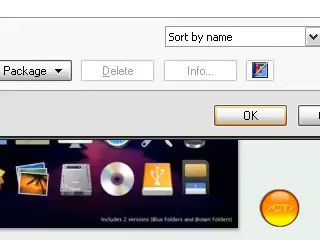 Sort by name
Package
Delete
Info...
OK
Includes 2 versions (Blue Folders and Brown Folders)